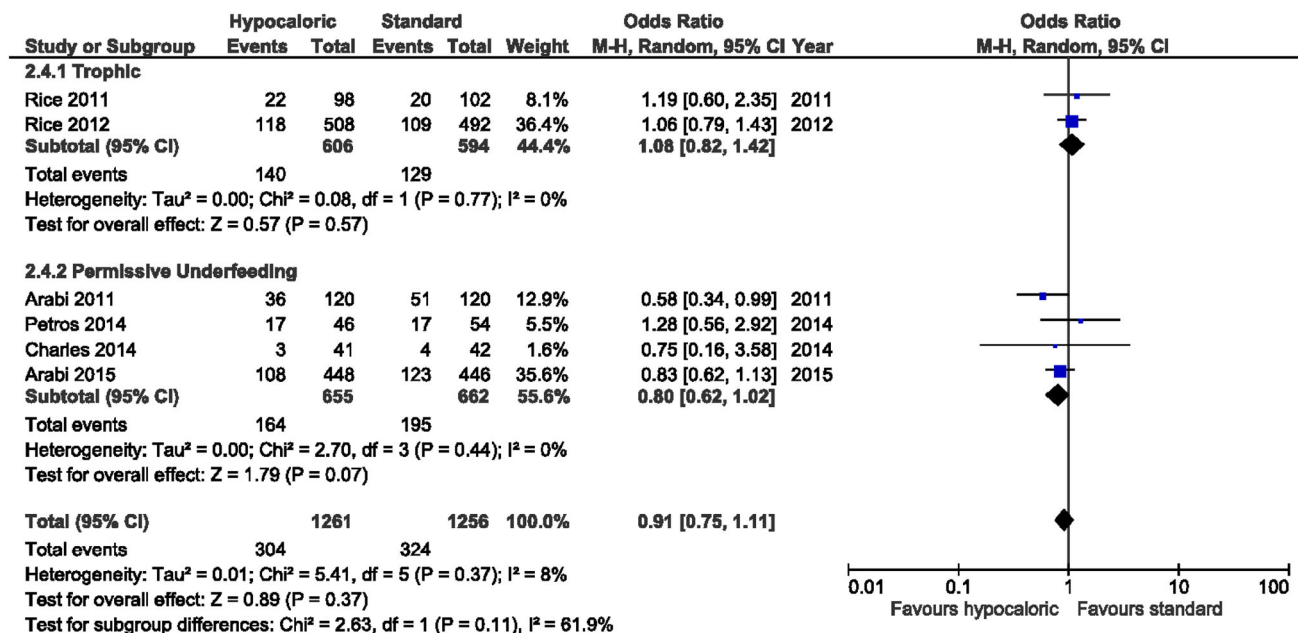 Hypocaloric Standard Odds Ratio Odds Ratio
Study or Subgroup Events Total Events Total Weight M-H, Random, 95% CI Year M-H, Random, 95% CI
2.4.1 Trophic
Rice 2011 22 98 20 102 8.1% 1.19 [0.60, 2.35] 2011
Rice 2012 118 508 109 492 36.4% 1.06 [0.79, 1.43] 2012
Subtotal (95% CI) 606 594 44.4% 1.08 [0.82, 1.42]
Total events 140 129
Heterogeneity: Tau² = 0.00; Chi² = 0.08, df = 1 (P = 0.77); I² = 0%
Test for overall effect: Z = 0.57 (P = 0.57)
2.4.2 Permissive Underfeeding
Arabi 2011 36 120 51 120 12.9% 0.58 [0.34, 0.99] 2011
Petros 2014 17 46 17 54 5.5% 1.28 [0.56, 2.92] 2014
Charles 2014 3 41 4 42 1.6% 0.75 [0.16, 3.58] 2014
Arabi 2015 108 448 123 446 35.6% 0.83 [0.62, 1.13] 2015
Subtotal (95% CI) 655 662 55.6% 0.80 [0.62, 1.02]
Total events 164 195
Heterogeneity: Tau² = 0.00; Chi² = 2.70, df = 3 (P = 0.44); I² = 0%
Test for overall effect: Z = 1.79 (P = 0.07)
Total (95% CI) 1261 1256 100.0% 0.91 [0.75, 1.11]
Total events 304 324
Heterogeneity: Tau² = 0.01; Chi² = 5.41, df = 5 (P = 0.37); I² = 8%
Test for overall effect: Z = 0.89 (P = 0.37)
Test for subgroup differences: Chi² = 2.63, df = 1 (P = 0.11), I² = 61.9%
0.01 0.1 1 10 100
Favours hypocaloric Favours standard